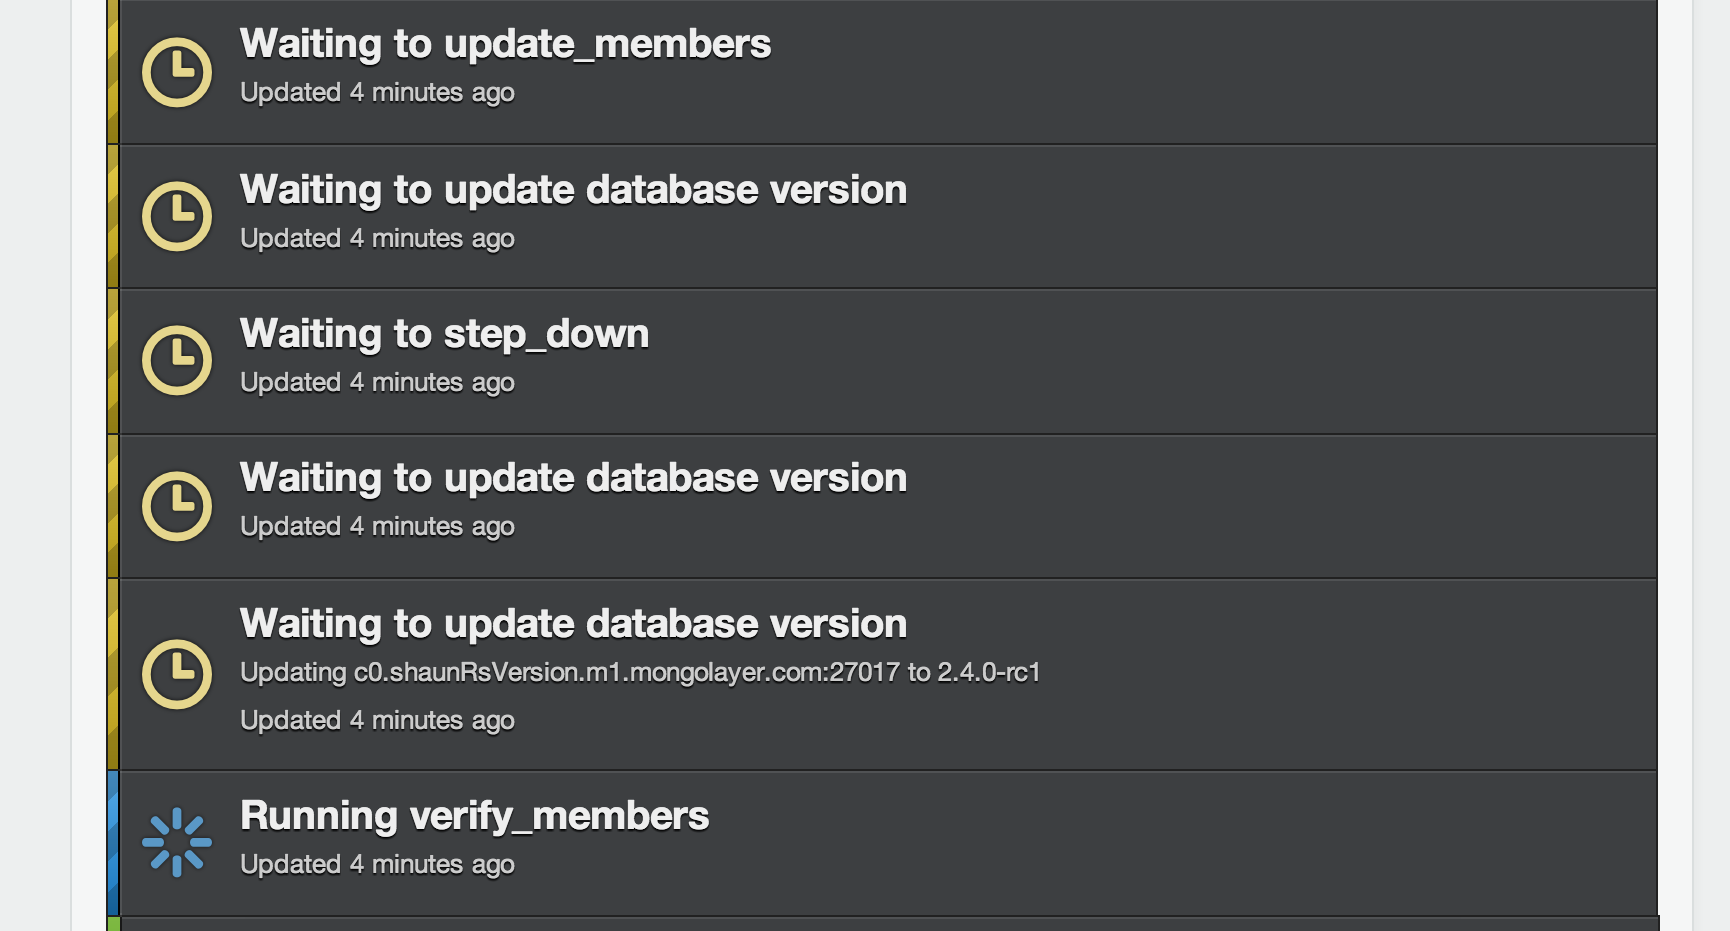 Waiting to update_members
Updated 4 minutes ago
Waiting to update database version
Updated 4 minutes ago
Waiting to step_down
Updated 4 minutes ago
Waiting to update database version
Updated 4 minutes ago
Waiting to update database version
Updating c0.shaunRsVersion.m1.mongolayer.com:27017 to 2.4.0-rc1
Updated 4 minutes ago
Running verify_members
Updated 4 minutes ago